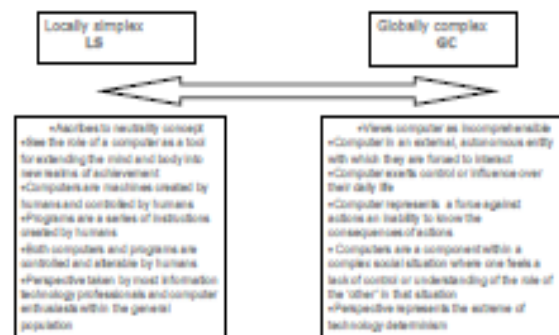 Locally simplex
LS
Globally complex
GC
•Ascribes to neutrality concept
•See the role of a computer as a tool
for extending the mind and body into
new realms of achievement
•Computers are machines created by
humans and controlled by humans
•Programs are a series of instructions
created by humans
•Both computers and programs are
controlled and alterable by humans
•Perspective taken by most information
technology professionals and computer
enthusiasts within the general
population
•Views computer as incomprehensible
•Computer is an external, autonomous entity
with which they are forced to interact
•Computer exerts control or influence over
their daily life
•Computer represents a force against
actions an inability to know the
consequences of actions
•Computers are a component within a
complex social situation where one feels a
lack of control or understanding of the role of
the 'other' in that situation
•Perspective represents the extreme of
technology determinism